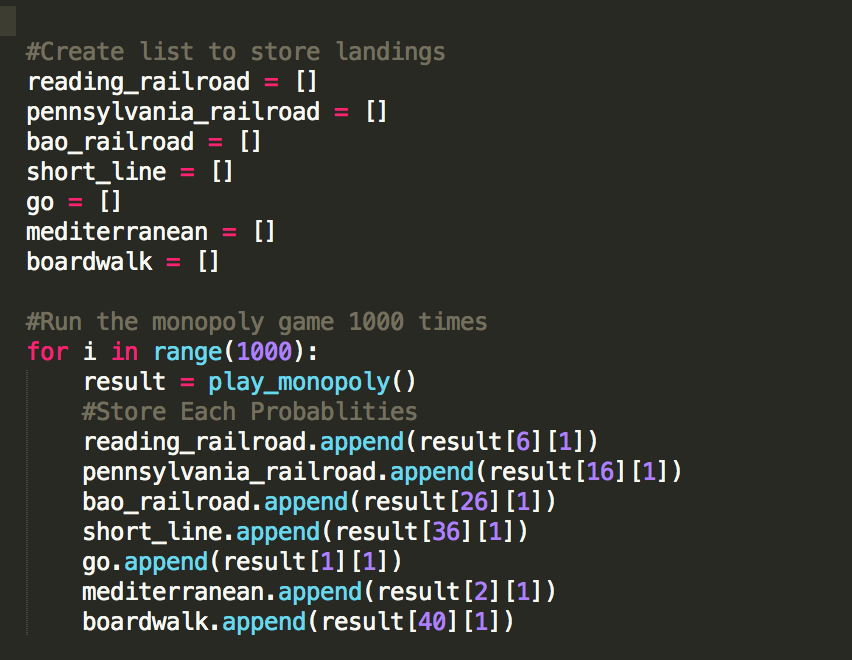 #Create list to store landings
reading_railroad = []
pennsylvania_railroad = []
bao_railroad = []
short_line = []
go = []
mediterranean = []
boardwalk = []

#Run the monopoly game 1000 times
for i in range(1000):
    result = play_monopoly()
    #Store Each Probablities
    reading_railroad.append(result[6][1])
    pennsylvania_railroad.append(result[16][1])
    bao_railroad.append(result[26][1])
    short_line.append(result[36][1])
    go.append(result[1][1])
    mediterranean.append(result[2][1])
    boardwalk.append(result[40][1])